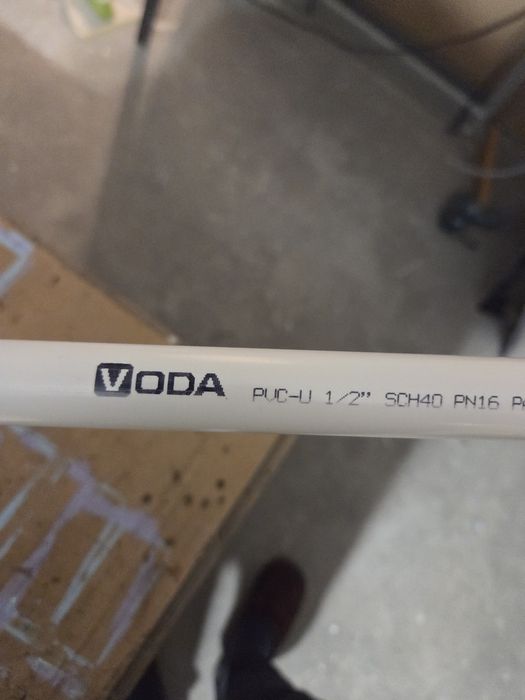 VODA PVC-U 1/2" SCH40 PN16